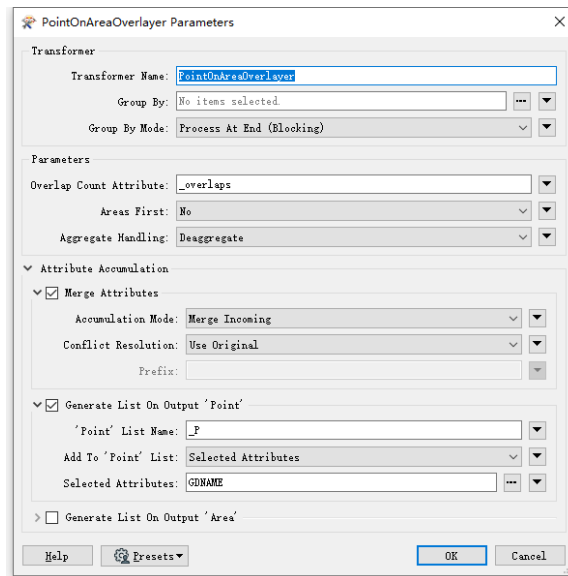 PointOnAreaOverlayer Parameters
Transformer
Transformer Name: PointOnAreaOverlayer
Group By: No items selected.
Group By Mode: Process At End (Blocking)
Parameters
Overlap Count Attribute: _overlaps
Areas First: No
Aggregate Handling: Deaggregate
Attribute Accumulation
Merge Attributes
Accumulation Mode: Merge Incoming
Conflict Resolution: Use Original
Prefix:
Generate List On Output 'Point'
'Point' List Name: _P
Add To 'Point' List: Selected Attributes
Selected Attributes: GDNAME
Generate List On Output 'Area'
Help Presets OK Cancel